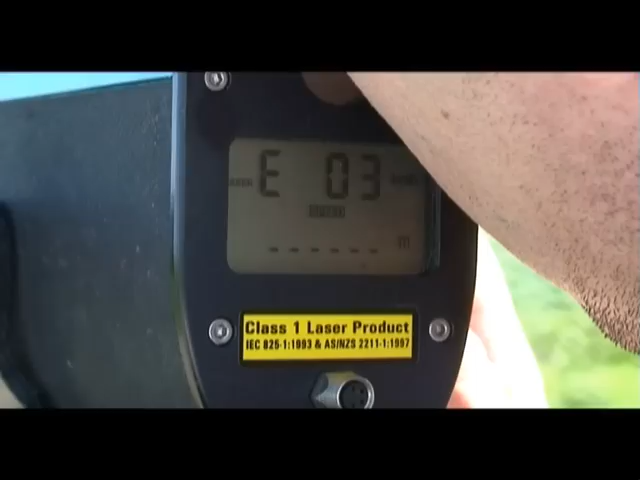 E 03
------ m
Class 1 Laser Product
IEC 825-1:1993 & AS/NZS 2211-1:1997